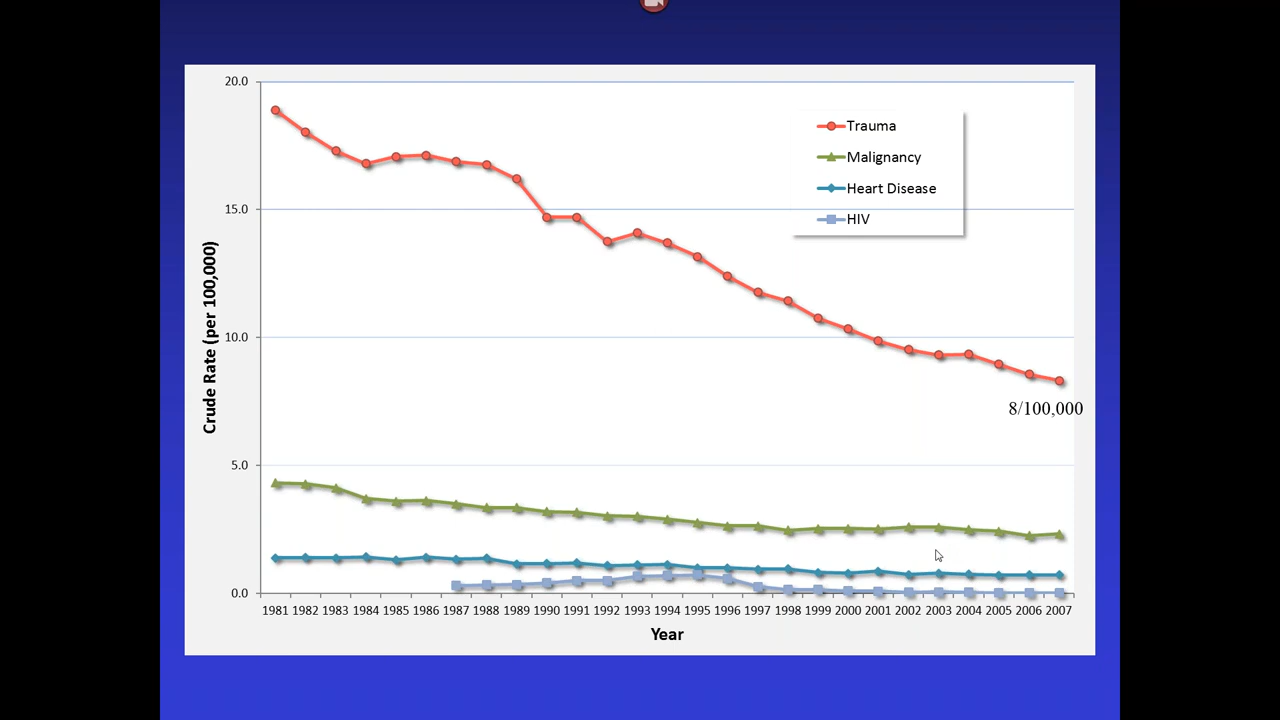 20.0
15.0
10.0
5.0
0.0
Crude Rate (per 100,000)
Trauma
Malignancy
Heart Disease
HIV
8/100,000
1981 1982 1983 1984 1985 1986 1987 1988 1989 1990 1991 1992 1993 1994 1995 1996 1997 1998 1999 2000 2001 2002 2003 2004 2005 2006 2007
Year